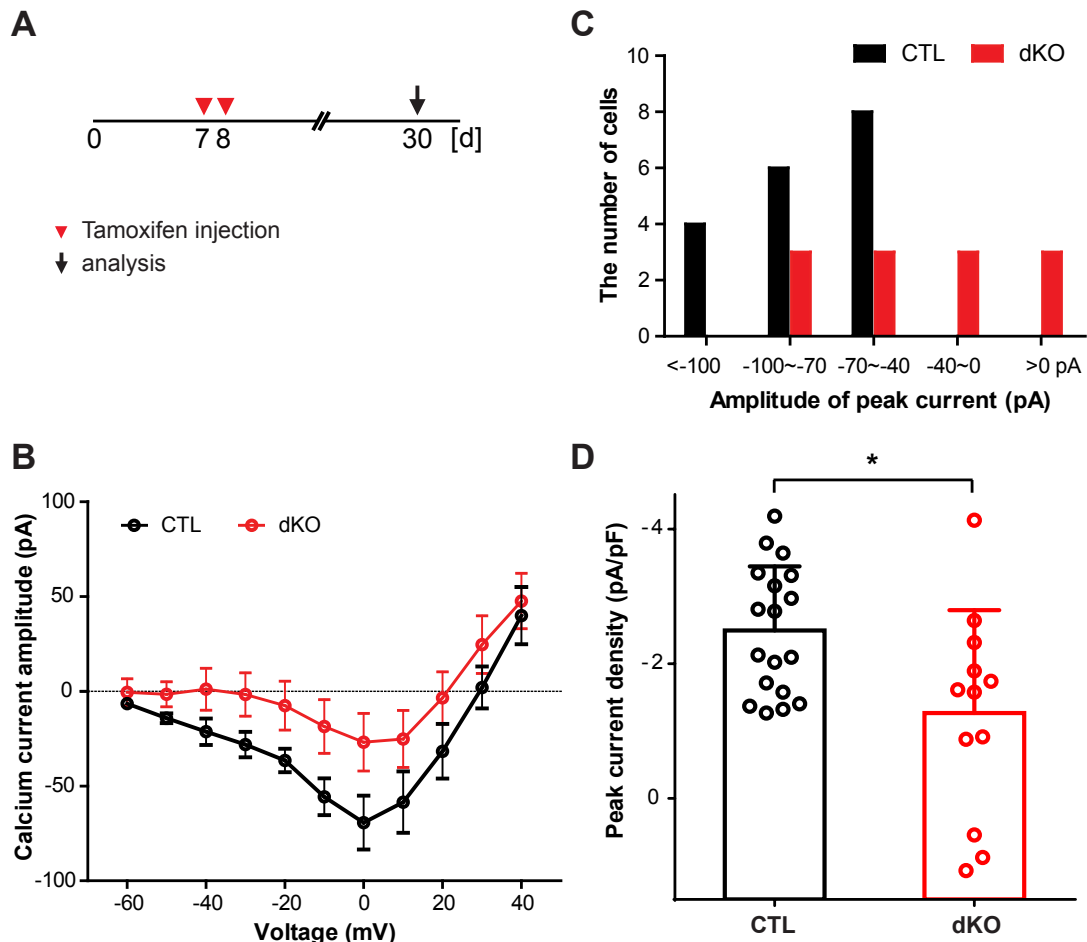 A
0
7 8
30
[d]
Tamoxifen injection
analysis
C
CTL
dKO
The number of cells
10
8
6
4
2
0
<-100
-100~-70
-70~-40
-40~0
>0 pA
Amplitude of peak current (pA)
B
CTL
dKO
Calcium current amplitude (pA)
100
50
0
-50
-100
-60
-40
-20
0
20
40
Voltage (mV)
D
*
Peak current density (pA/pF)
-4
-2
0
CTL
dKO